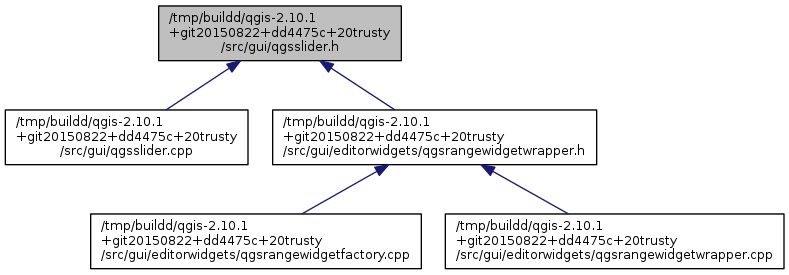 /tmp/buildd/qgis-2.10.1
+git20150822+dd4475c+20trusty
/src/gui/qgsslider.h
/tmp/buildd/qgis-2.10.1
+git20150822+dd4475c+20trusty
/src/gui/qgsslider.cpp
/tmp/buildd/qgis-2.10.1
+git20150822+dd4475c+20trusty
/src/gui/editorwidgets/qgsrangewidgetwrapper.h
/tmp/buildd/qgis-2.10.1
+git20150822+dd4475c+20trusty
/src/gui/editorwidgets/qgsrangewidgetfactory.cpp
/tmp/buildd/qgis-2.10.1
+git20150822+dd4475c+20trusty
/src/gui/editorwidgets/qgsrangewidgetwrapper.cpp